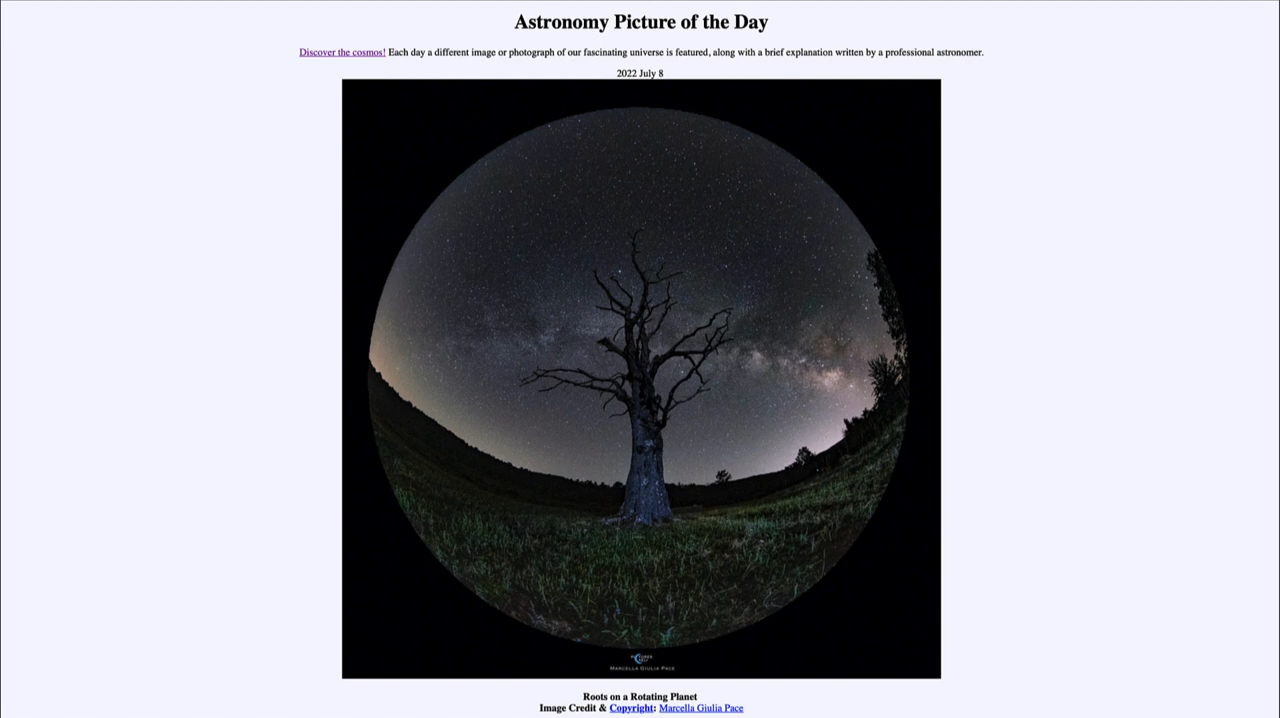 Astronomy Picture of the Day
Discover the cosmos! Each day a different image or photograph of our fascinating universe is featured, along with a brief explanation written by a professional astronomer.
2022 July 8
MARCELLA GIULIA PACE
Roots on a Rotating Planet
Image Credit & Copyright: Marcella Giulia Pace